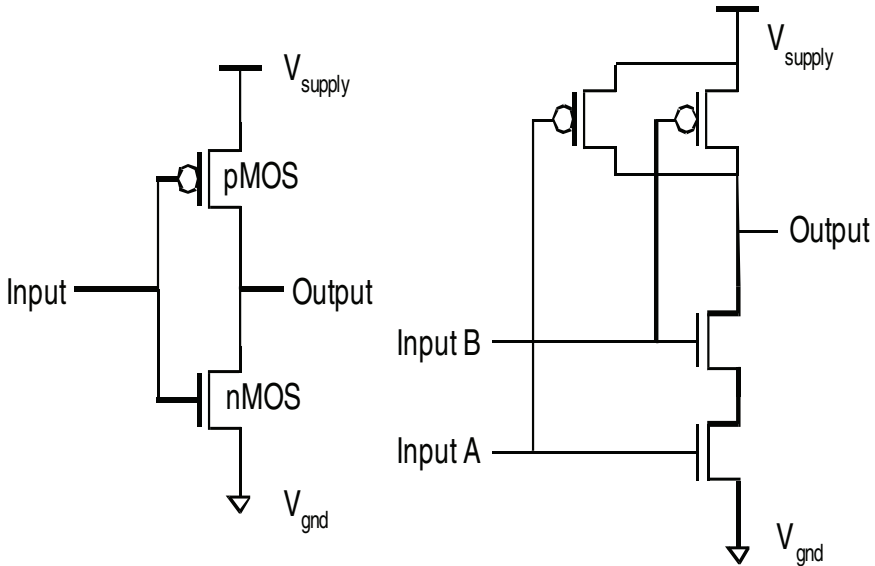 V_supply
pMOS
Input
Output
nMOS
V_gnd
V_supply
Output
Input B
Input A
V_gnd